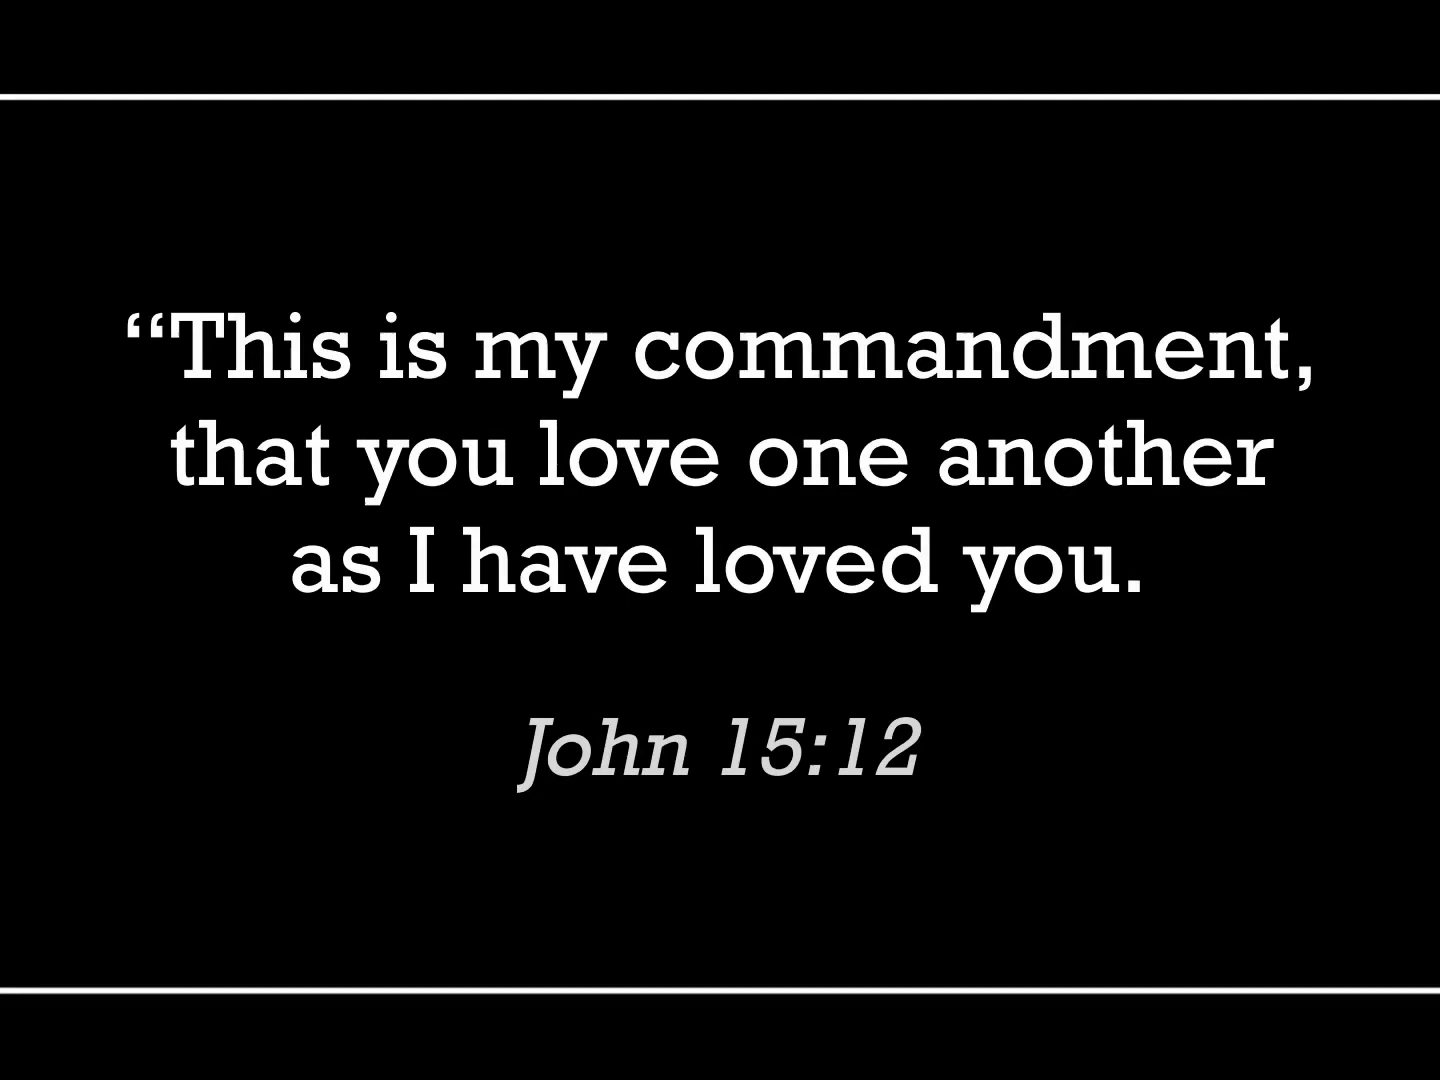 “This is my commandment,
that you love one another
as I have loved you.
John 15:12